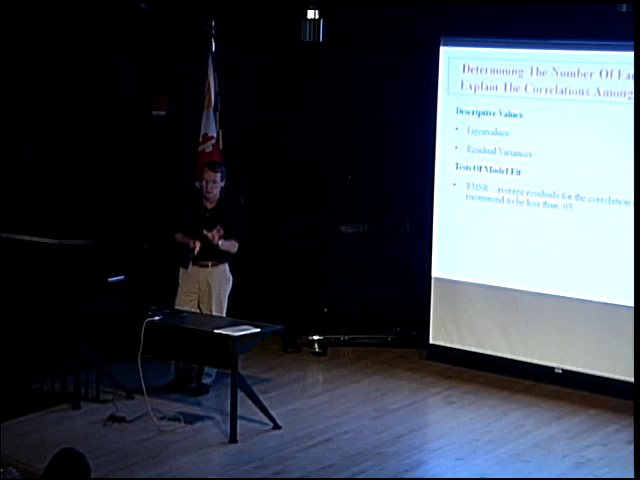 Determining The Number Of
Explain The Correlations Among
Descriptive Values
• Eigenvalues
• Residual Variances
Tests Of Model Fit
• RMSR – average residuals for the correlation
recommend to be less than .05